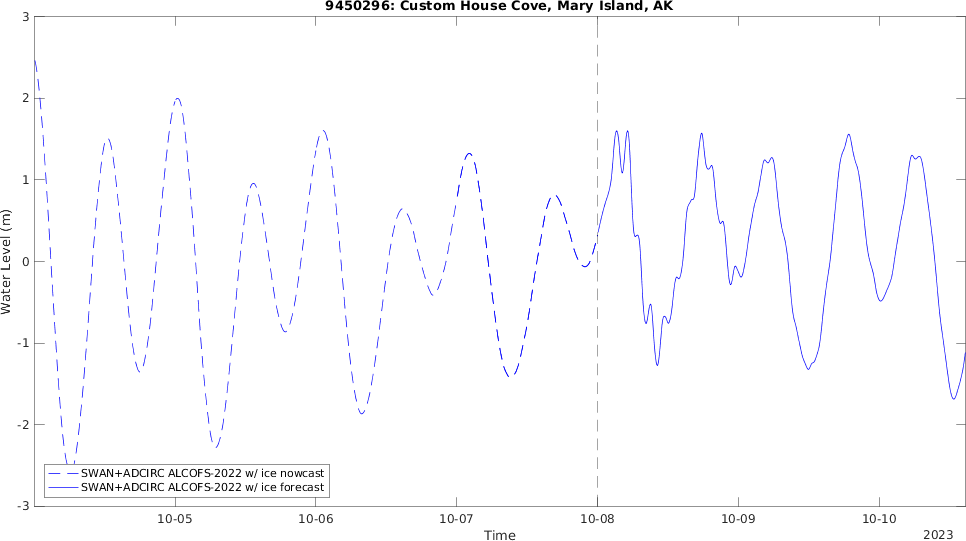 9450296: Custom House Cove, Mary Island, AK
3
2
1
0
-1
-2
-3
Water Level (m)
SWAN+ADCIRC ALCOFS-2022 w/ ice nowcast
SWAN+ADCIRC ALCOFS-2022 w/ ice forecast
10-05 10-06 10-07 10-08 10-09 10-10
Time
2023